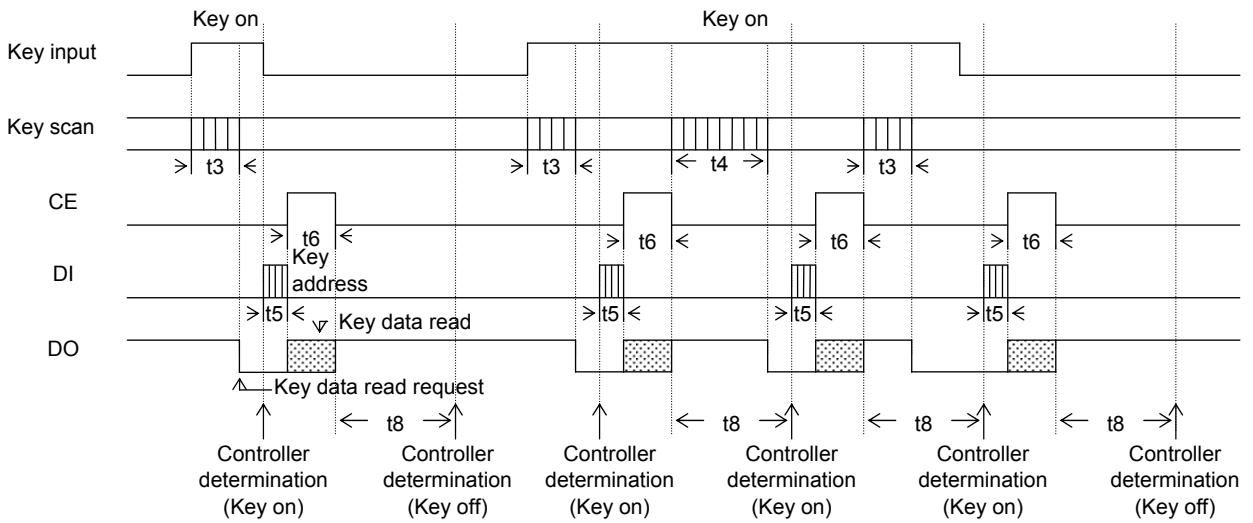 Key on
Key on
Key input
Key scan
t3
t3
t4
t3
CE
t6
t6
t6
t6
DI
Key
address
t5
t5
t5
t5
Key data read
DO
Key data read request
t8
t8
t8
t8
Controller
determination
(Key on)
Controller
determination
(Key off)
Controller
determination
(Key on)
Controller
determination
(Key on)
Controller
determination
(Key on)
Controller
determination
(Key off)